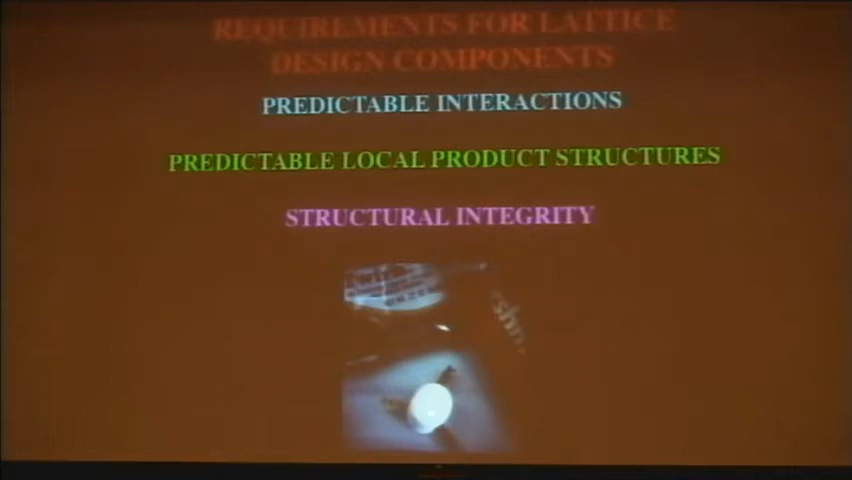 REQUIREMENTS FOR LATTICE
DESIGN COMPONENTS
PREDICTABLE INTERACTIONS
PREDICTABLE LOCAL PRODUCT STRUCTURES
STRUCTURAL INTEGRITY